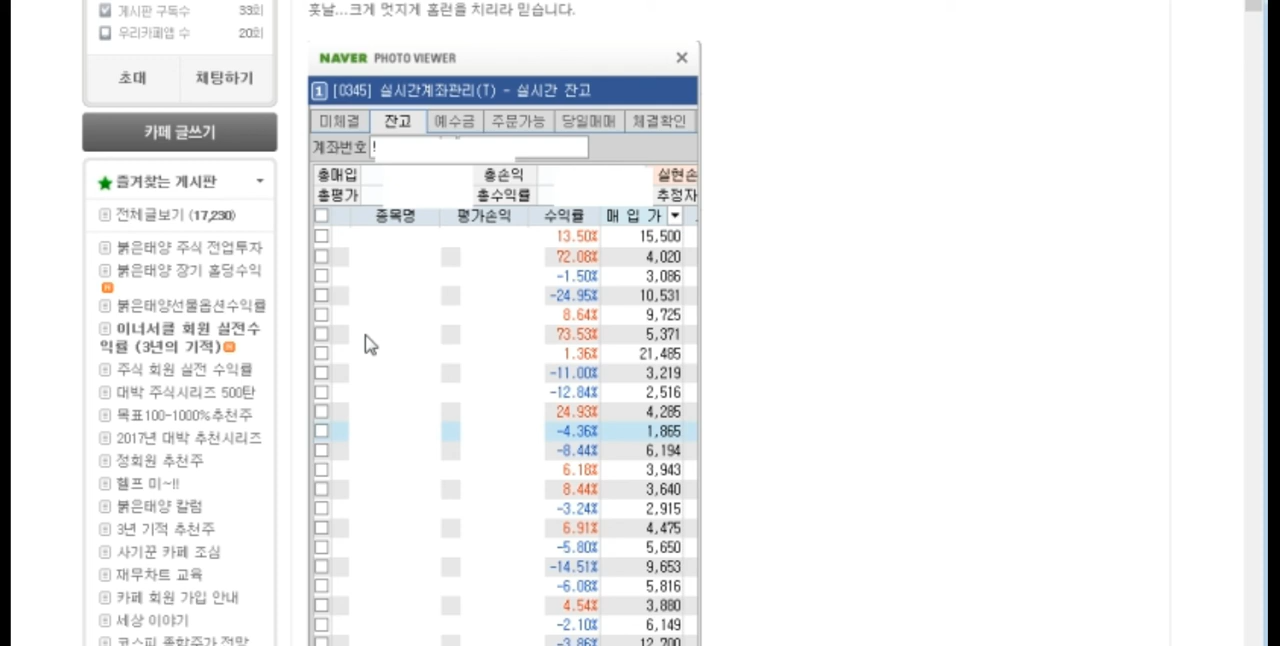 게시판 구독수 33회
우리카페앱 수 20회
초대 채팅하기
카페 글쓰기
즐겨찾는 게시판
전체글보기 (17,230)
붉은태양 주식 전업투자
붉은태양 장기 홀딩수익
붉은태양선물옵션수익률
이너서클 회원 실전수
익률 (3년의 기적)
주식 회원 실전 수익률
대박 주식시리즈 500탄
목표100-1000%추천주
2017년 대박 추천시리즈
정회원 추천주
헬프 미~!!
붉은태양 칼럼
3년 기적 추천주
사기꾼 카페 조심
재무차트 교육
카페 회원 가입 안내
세상 이야기
코스피 종합주가 전망
훗날...크게 멋지게 홈런을 치리라 믿습니다.
NAVER PHOTO VIEWER
1 [0345] 실시간계좌관리(T) - 실시간 잔고
미체결 잔고 예수금 주문가능 당일매매 체결확인
계좌번호
총매입 총손익 실현손
총평가 총수익률 추정자
종목명 평가손익 수익률 매 입 가
13.50% 15,500
72.08% 4,020
-1.50% 3,086
-24.95% 10,531
8.64% 9,725
73.53% 5,371
1.36% 21,485
-11.00% 3,219
-12.84% 2,516
24.93% 4,285
-4.36% 1,865
-8.44% 6,194
6.18% 3,943
8.44% 3,640
-3.24% 2,915
6.91% 4,475
-5.80% 5,650
-14.51% 9,653
-6.08% 5,816
4.54% 3,880
-2.10% 6,149
-3.86% 12,700